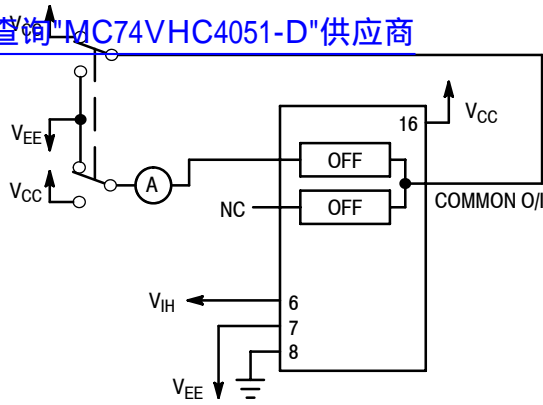 查询"MC74VHC4051-D"供应商
VCC
16
VCC
VEE
OFF
A
VCC
NC
OFF
COMMON O/I
VIH
6
7
8
VEE